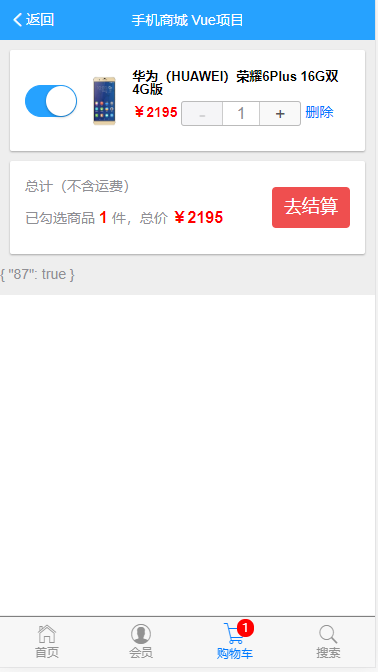 返回
手机商城 Vue项目
华为（HUAWEI）荣耀6Plus 16G双
4G版
￥2195 - 1 + 删除
总计（不含运费）
已勾选商品 1 件，总价 ￥2195
去结算
{ "87": true }
1
首页 会员 购物车 搜索